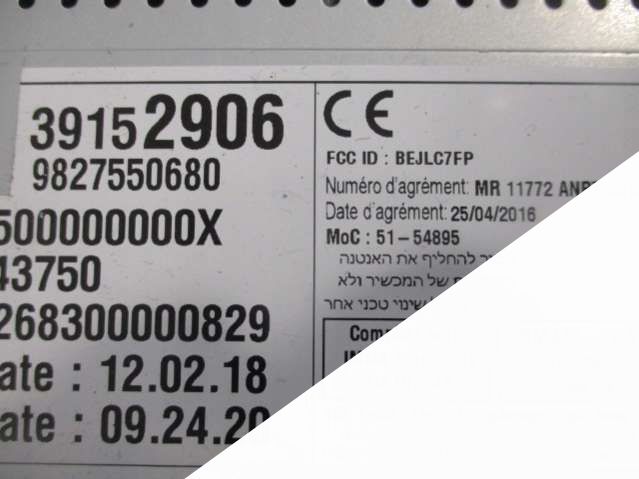 39152906
9827550680
500000000X
43750
268300000829
ate : 12.02.18
ate : 09.24.20
CE
FCC ID : BEJLC7FP
Numéro d'agrément: MR 11772
Date d'agrément: 25/04/2016
MoC : 51-54895
להחליף את האנטנה
של המכשיר ולא
שינוי טכני אחר